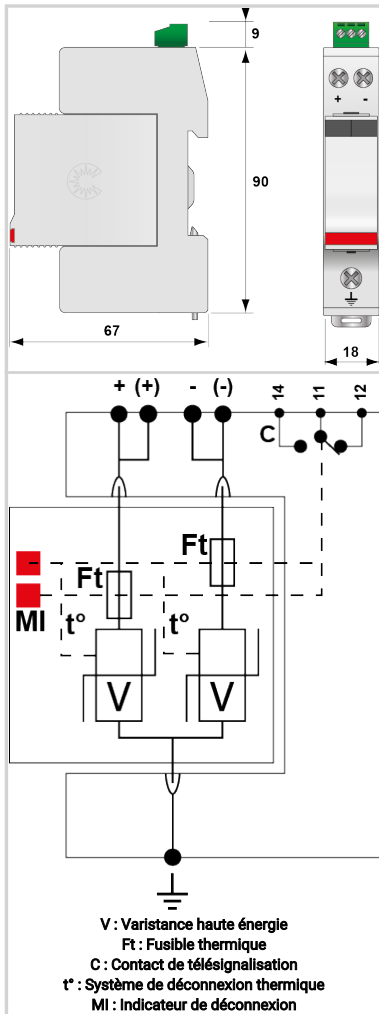 9
+ -
90
67
18
+ (+) - (-) 14 11 12
C
Ft
Ft
MI t° t°
V V
V : Varistance haute énergie
Ft : Fusible thermique
C : Contact de télésignalisation
t° : Système de déconnexion thermique
MI : Indicateur de déconnexion